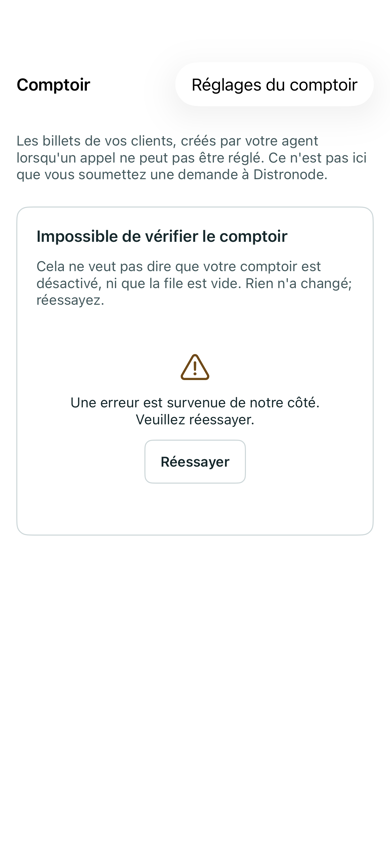 Comptoir
Réglages du comptoir
Les billets de vos clients, créés par votre agent
lorsqu'un appel ne peut pas être réglé. Ce n'est pas ici
que vous soumettez une demande à Distronode.
Impossible de vérifier le comptoir
Cela ne veut pas dire que votre comptoir est
désactivé, ni que la file est vide. Rien n'a changé;
réessayez.
Une erreur est survenue de notre côté.
Veuillez réessayer.
Réessayer